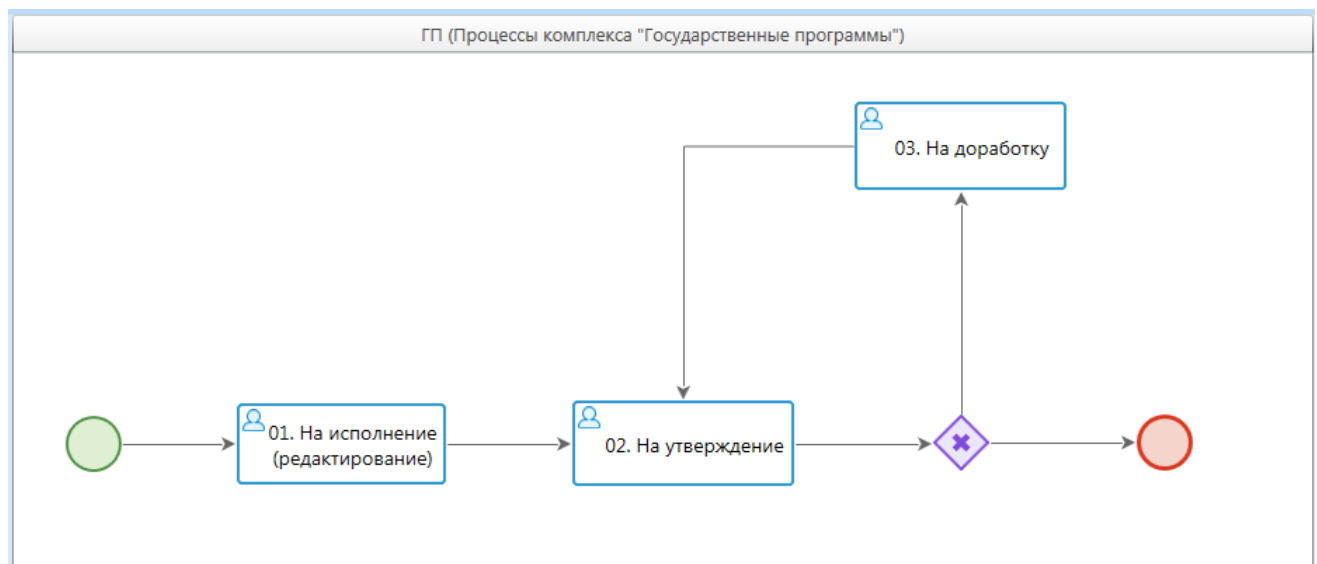 ГП (Процессы комплекса "Государственные программы")
03. На доработку
01. На исполнение
(редактирование)
02. На утверждение